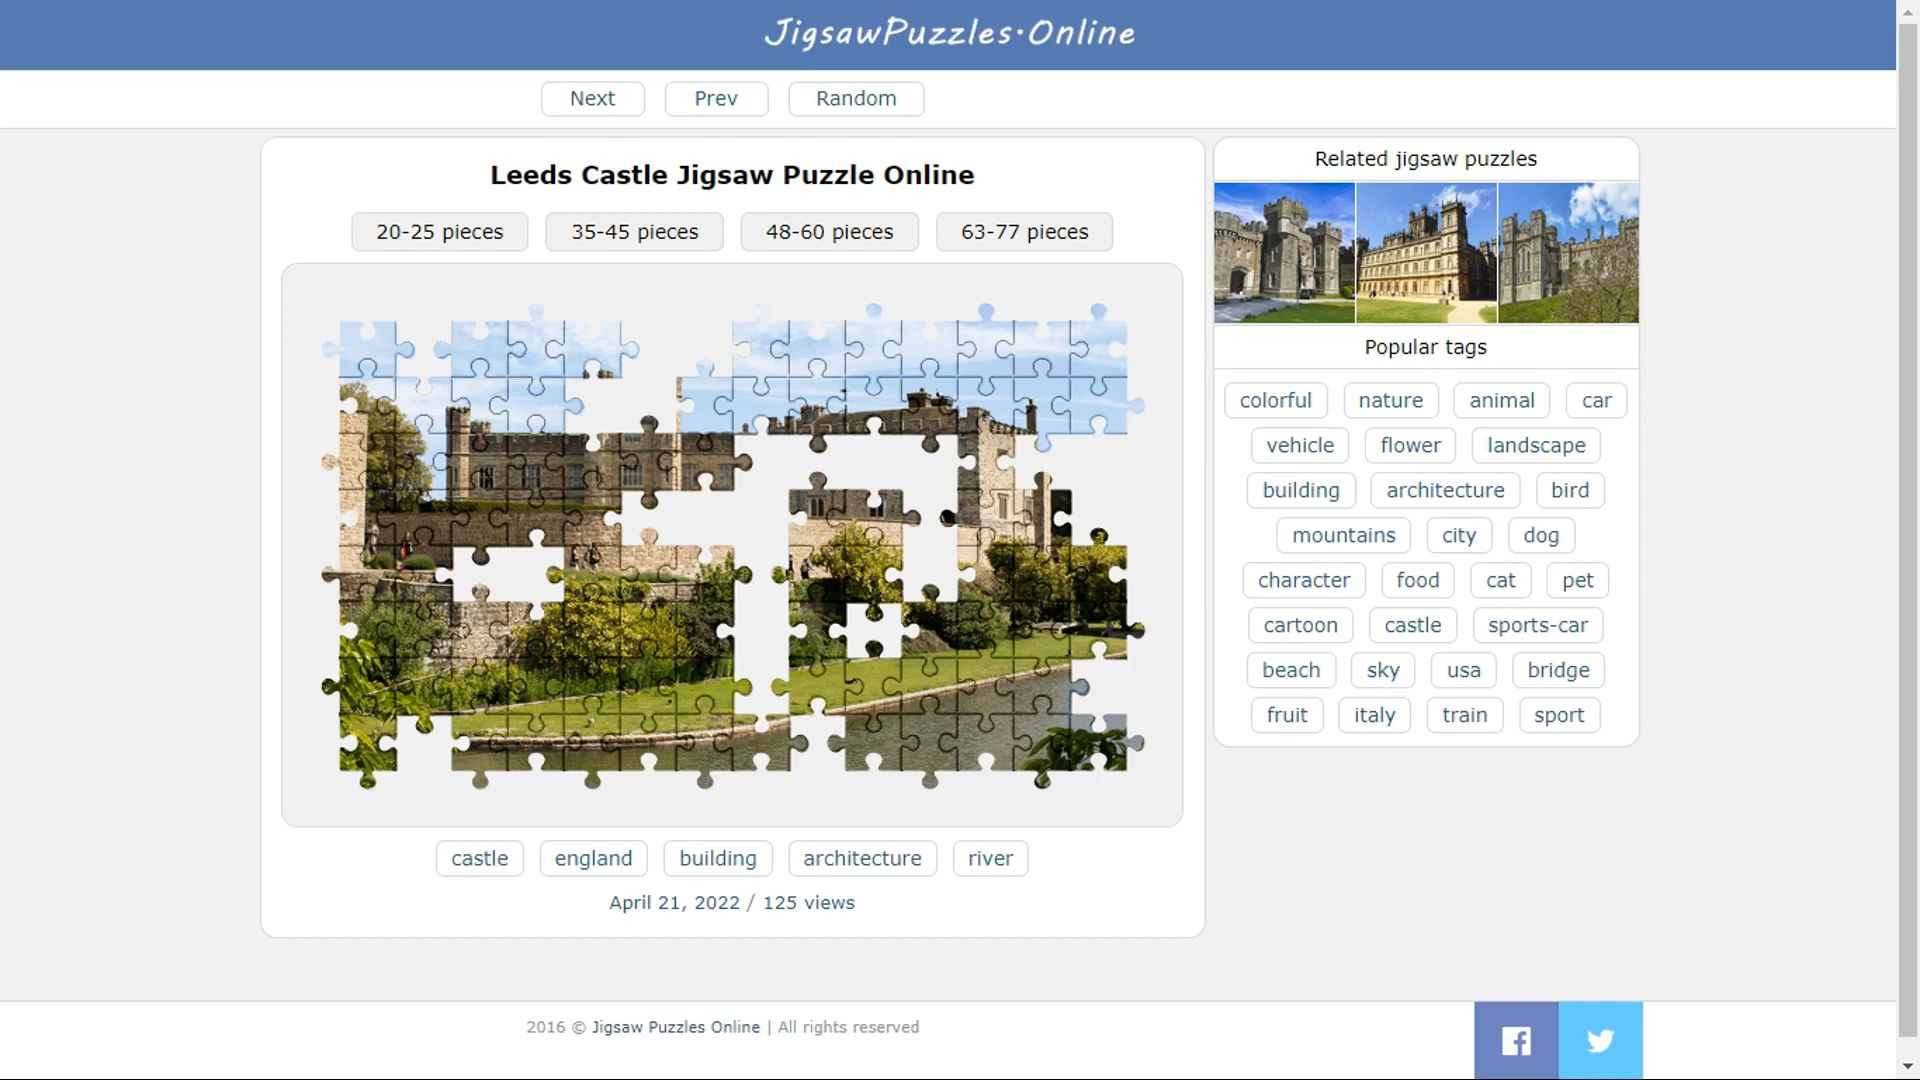 JigsawPuzzles·Online
Next Prev Random
Leeds Castle Jigsaw Puzzle Online
20-25 pieces 35-45 pieces 48-60 pieces 63-77 pieces
castle england building architecture river
April 21, 2022 / 125 views
Related jigsaw puzzles
Popular tags
colorful nature animal car
vehicle flower landscape
building architecture bird
mountains city dog
character food cat pet
cartoon castle sports-car
beach sky usa bridge
fruit italy train sport
2016 © Jigsaw Puzzles Online | All rights reserved